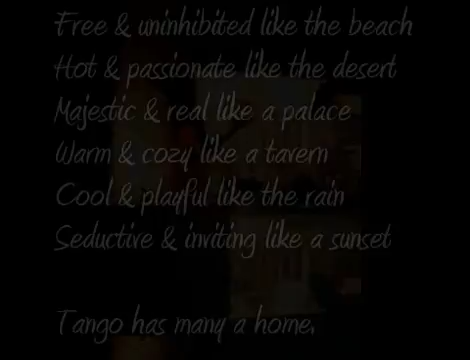 Free & uninhibited like the beach
Hot & passionate like the desert
Majestic & real like a palace
Warm & cozy like a tavern
Cool & playful like the rain
Seductive & inviting like a sunset
Tango has many a home.